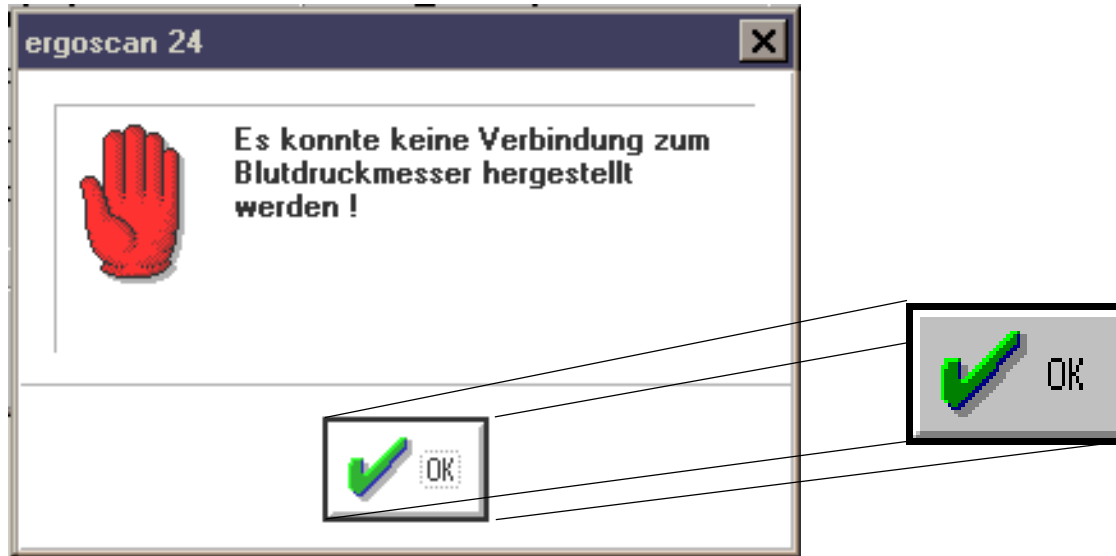 ergoscan 24
Es konnte keine Verbindung zum
Blutdruckmesser hergestellt
werden !
OK
OK